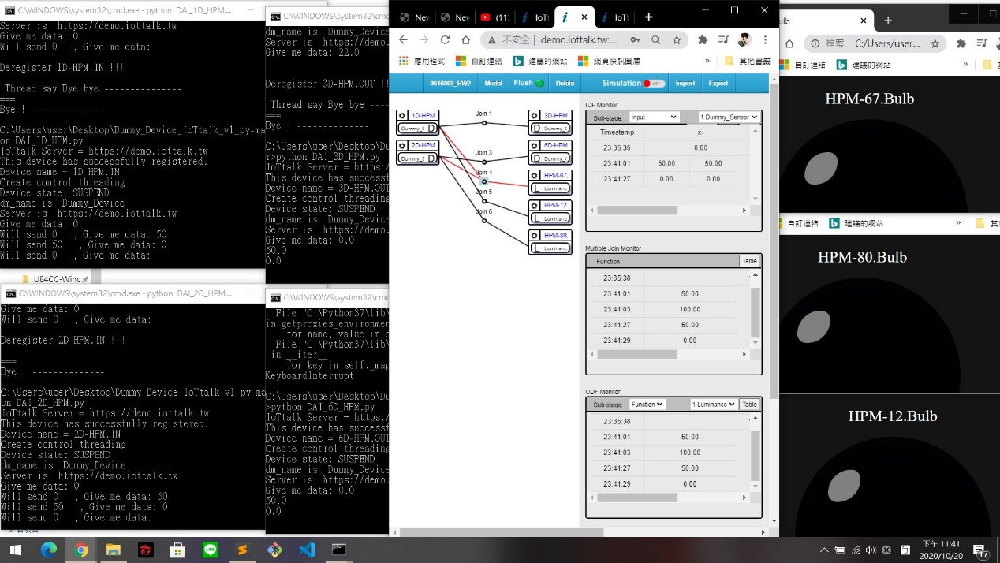 C:\WINDOWS\system32\cmd.exe - python DAI_1D_HPM....
Server is https://demo.iottalk.tw
Give me data: 0
Will send 0 , Give me data:
Deregister 1D-HPM.IN !!!
Thread say Bye bye ---------------
===
Bye ! --------------
C:\Users\user\Desktop\Dummy_Device_IoTtalk_v1_py-ma
on DAI_1D_HPM.py
IoTtalk Server = https://demo.iottalk.tw
This device has successfully registered.
Device name = 1D-HPM.IN
Create control threading
Device state: SUSPEND
dm_name is Dummy_Device
Server is https://demo.iottalk.tw
Give me data: 0
Will send 0 , Give me data: 50
Will send 50 , Give me data: 0
Will send 0 , Give me data:
UE4CC-Winc
C:\WINDOWS\system32\cmd.exe - python DAI_2D_HPM....
Give me data: 0
Will send 0 , Give me data:
Deregister 2D-HPM.IN !!!
===
Bye ! --------------
C:\Users\user\Desktop\Dummy_Device_IoTtalk_v1_py-ma
on DAI_2D_HPM.py
IoTtalk Server = https://demo.iottalk.tw
This device has successfully registered.
Device name = 2D-HPM.IN
Create control threading
Device state: SUSPEND
dm_name is Dummy_Device
Server is https://demo.iottalk.tw
Give me data: 0
Will send 0 , Give me data: 50
Will send 50 , Give me data: 0
Will send 0 , Give me data:
C:\WINDOWS\system32\cmd
dm_name is Dummy_Device
Server is https://demo.
Give me data: 22.0
Deregister 3D-HPM.OUT !!
Thread say Bye bye ----
===
Bye ! --------------
C:\Users\user\Desktop\Du
r>python DAI_3D_HPM.py
IoTtalk Server = https:/
This device has successf
Device name = 3D-HPM.OUT
Create control threading
Device state: SUSPEND
dm_name is Dummy_Device
Server is https://demo.
Give me data: 0.0
50.0
0.0
C:\WINDOWS\system32\cmd
File "C:\Python37\lib\
in getproxies_environmen
for name, value in o
File "C:\Python37\lib\
in __iter__
for key in self._map
KeyboardInterrupt
C:\Users\user\Desktop\Du
>python DAI_6D_HPM.py
IoTtalk Server = https:/
This device has successf
Device name = 6D-HPM.OUT
Create control threading
Device state: SUSPEND
dm_name is Dummy_Device
Server is https://demo.
Give me data: 0.0
50.0
0.0
Nev Nev (11: IoTt IoTt
不安全 | demo.iottalk.tw:...
應用程式 自訂連結 建議的網站 網頁快訊圖庫 » 其他書籤
0616098_HW2 Model Flush Delete Simulation OFF Import Export
1D-HPM
Dummy_S D
2D-HPM
Dummy_S D
Join 1
Join 3
Join 4
Join 5
Join 6
3D-HPM
D Dummy_C
6D-HPM
D Dummy_C
HPM-67.
L Luminanc
HPM-12.
L Luminanc
HPM-80.
L Luminanc
IDF Monitor
Sub-stage: Input 1 Dummy_Sensor
Timestamp x1
23:35:35 0.00
23:41:01 50.00 50.00
23:41:27 0.00 0.00
Multiple Join Monitor
Function Table
23:35:38
23:41:01 50.00
23:41:03 100.00
23:41:27 50.00
23:41:29 0.00
ODF Monitor
Sub-stage: Function 1 Luminance Table
23:35:38
23:41:01 50.00
23:41:03 100.00
23:41:27 50.00
23:41:29 0.00
ulb
檔案 | C:/Users/user...
自訂連結 建議的網站 » 其
HPM-67.Bulb
自訂連結 建議的網站 » 其
HPM-80.Bulb
HPM-12.Bulb
下午 11:41
2020/10/20
17